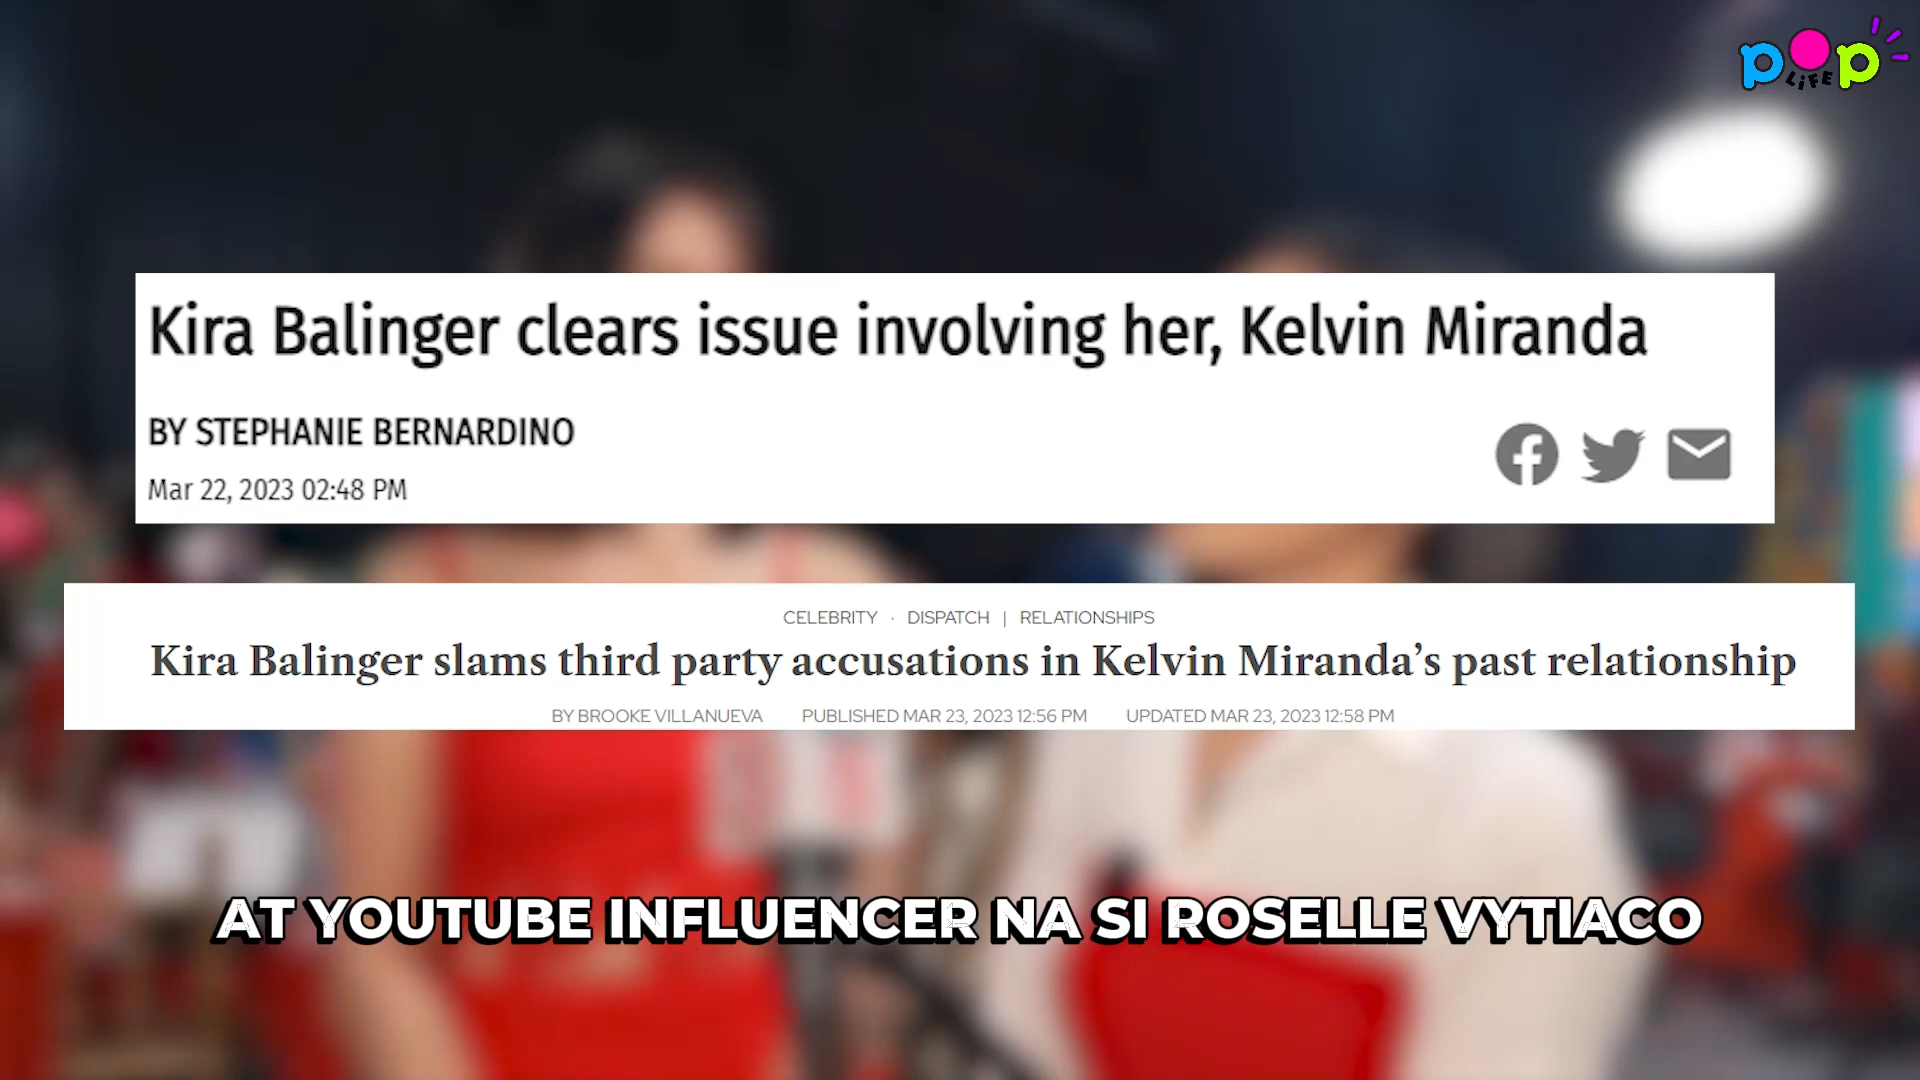 pop
LiFE
Kira Balinger clears issue involving her, Kelvin Miranda
BY STEPHANIE BERNARDINO
Mar 22, 2023 02:48 PM
CELEBRITY · DISPATCH | RELATIONSHIPS
Kira Balinger slams third party accusations in Kelvin Miranda’s past relationship
BY BROOKE VILLANUEVA PUBLISHED MAR 23, 2023 12:56 PM UPDATED MAR 23, 2023 12:58 PM
AT YOUTUBE INFLUENCER NA SI ROSELLE VYTIACO